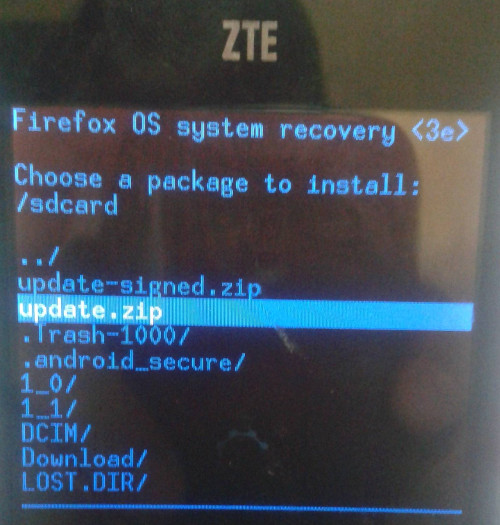 ZTE
Firefox OS system recovery <3e>
Choose a package to install:
/sdcard
../
update-signed.zip
update.zip
.Trash-1000/
.android_secure/
1_0/
1_1/
DCIM/
Download/
LOST.DIR/